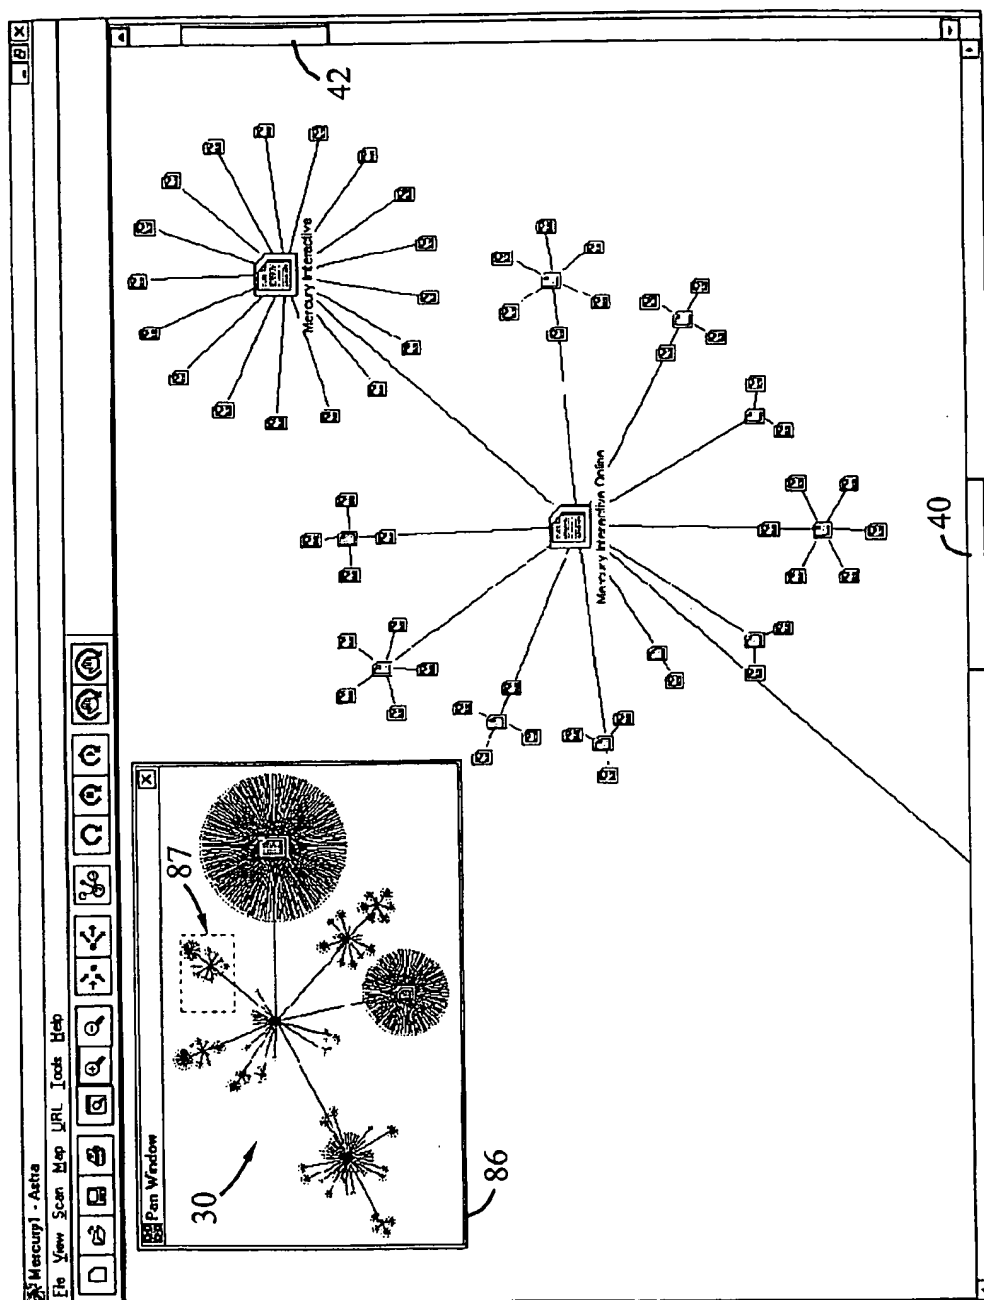 Mercury1 - Astra
File View Scan Map URL Tools Help
Pan Window
30
87
86
42
Mercury Interactive
Mercury Interactive Online
40